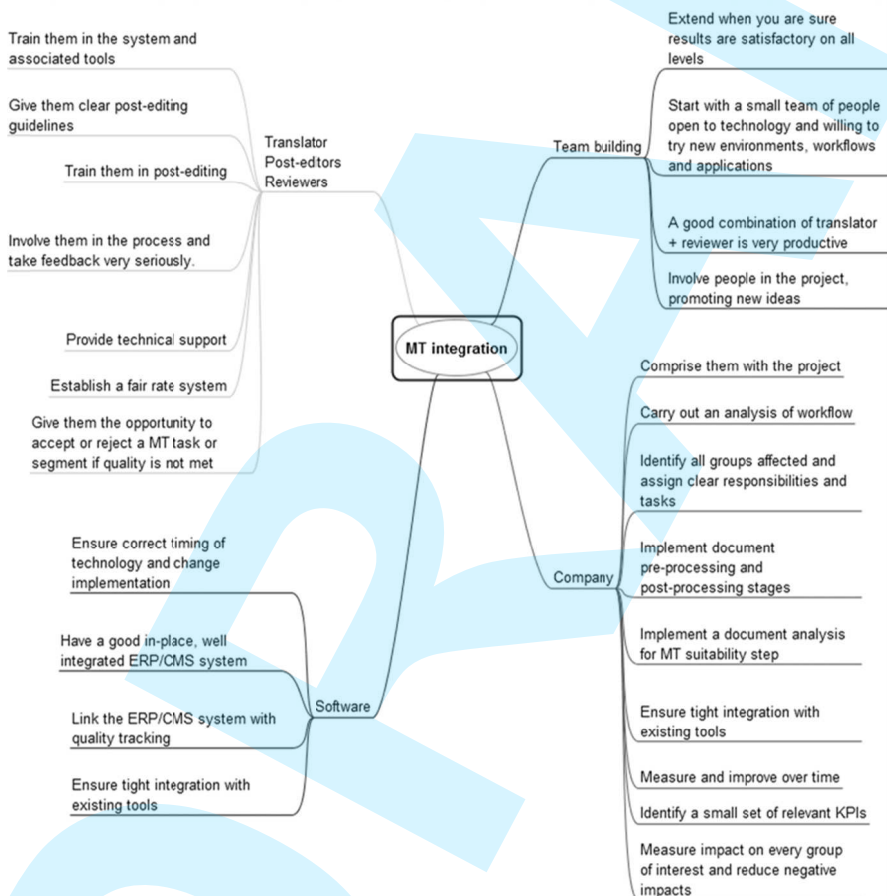 Train them in the system and
associated tools
Give them clear post-editing
guidelines
Train them in post-editing
Involve them in the process and
take feedback very seriously.
Provide technical support
Establish a fair rate system
Give them the opportunity to
accept or reject a MT task or
segment if quality is not met
Translator
Post-edtors
Reviewers
MT integration
Team building
Extend when you are sure
results are satisfactory on all
levels
Start with a small team of people
open to technology and willing to
try new environments, workflows
and applications
A good combination of translator
+ reviewer is very productive
Involve people in the project,
promoting new ideas
Company
Comprise them with the project
Carry out an analysis of workflow
Identify all groups affected and
assign clear responsibilities and
tasks
Implement document
pre-processing and
post-processing stages
Implement a document analysis
for MT suitability step
Ensure tight integration with
existing tools
Measure and improve over time
Identify a small set of relevant KPIs
Measure impact on every group
of interest and reduce negative
impacts
Software
Ensure correct timing of
technology and change
implementation
Have a good in-place, well
integrated ERP/CMS system
Link the ERP/CMS system with
quality tracking
Ensure tight integration with
existing tools